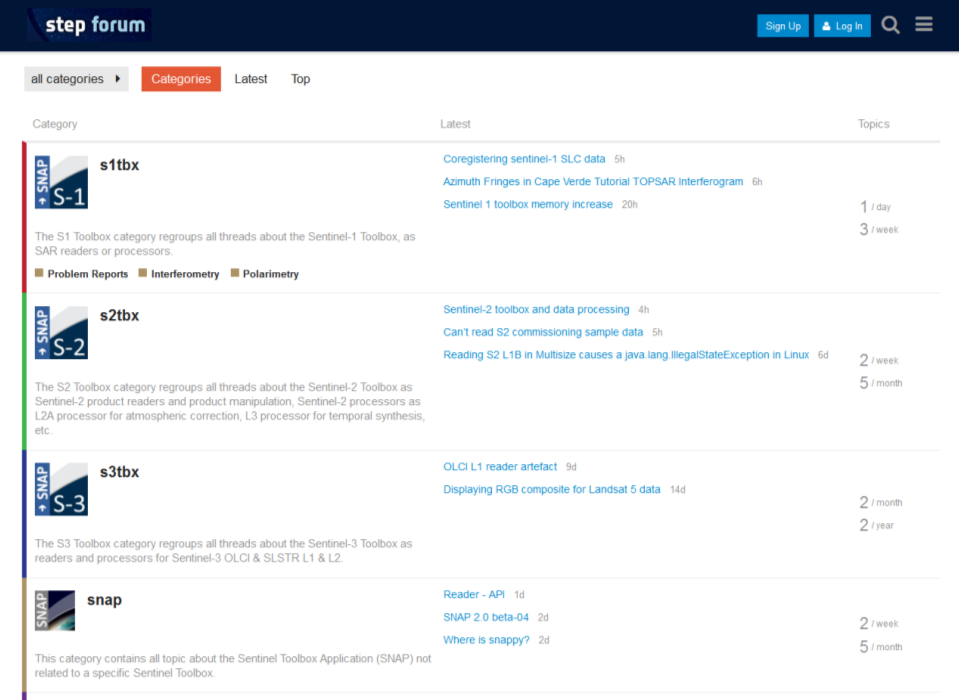 step forum
Sign Up
Log In
all categories
Categories
Latest
Top
Category
Latest
Topics
SNAP
S-1
s1tbx
The S1 Toolbox category regroups all threads about the Sentinel-1 Toolbox, as
SAR readers or processors.
Problem Reports Interferometry Polarimetry
Coregistering sentinel-1 SLC data 5h
Azimuth Fringes in Cape Verde Tutorial TOPSAR Interferogram 6h
Sentinel 1 toolbox memory increase 20h
1 / day
3 / week
SNAP
S-2
s2tbx
The S2 Toolbox category regroups all threads about the Sentinel-2 Toolbox as
Sentinel-2 product readers and product manipulation, Sentinel-2 processors as
L2A processor for atmospheric correction, L3 processor for temporal synthesis,
etc.
Sentinel-2 toolbox and data processing 4h
Can't read S2 commissioning sample data 5h
Reading S2 L1B in Multisize causes a java.lang.IllegalStateException in Linux 6d
2 / week
5 / month
SNAP
S-3
s3tbx
The S3 Toolbox category regroups all threads about the Sentinel-3 Toolbox as
readers and processors for Sentinel-3 OLCI & SLSTR L1 & L2.
OLCI L1 reader artefact 9d
Displaying RGB composite for Landsat 5 data 14d
2 / month
2 / year
SNAP
snap
This category contains all topic about the Sentinel Toolbox Application (SNAP) not
related to a specific Sentinel Toolbox.
Reader - API 1d
SNAP 2.0 beta-04 2d
Where is snappy? 2d
2 / week
5 / month